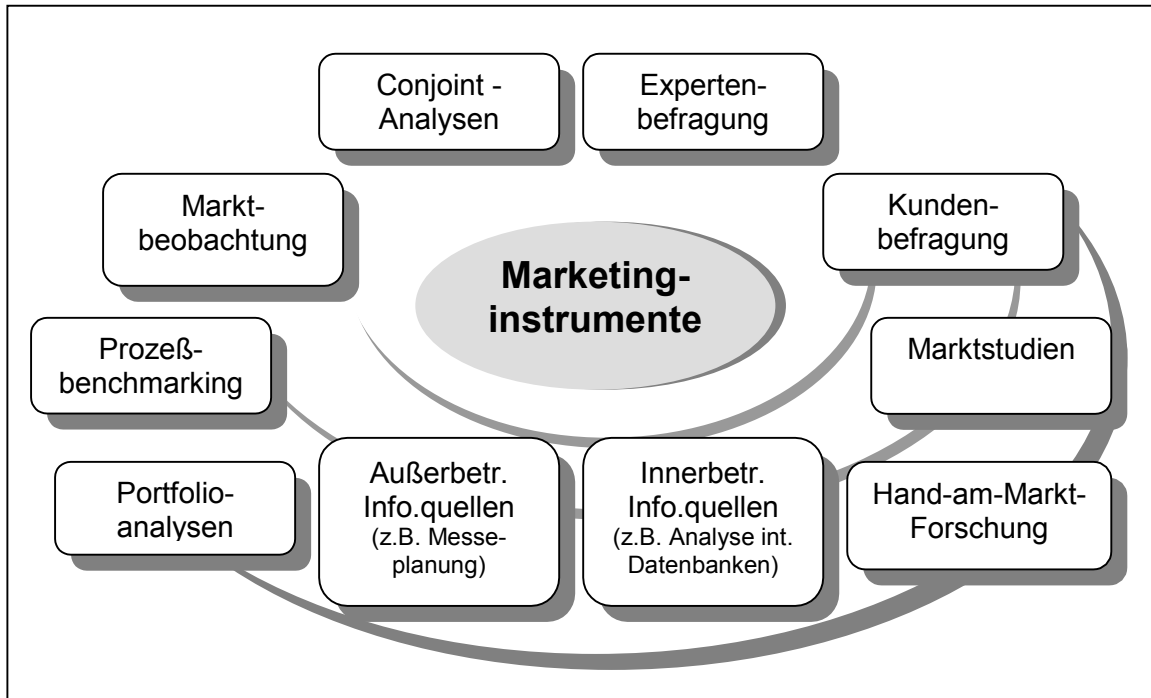 Conjoint -
Analysen
Experten-
befragung
Markt-
beobachtung
Kunden-
befragung
Marketing-
instrumente
Prozeß-
benchmarking
Marktstudien
Portfolio-
analysen
Außerbetr.
Info.quellen
(z.B. Messe-
planung)
Innerbetr.
Info.quellen
(z.B. Analyse int.
Datenbanken)
Hand-am-Markt-
Forschung